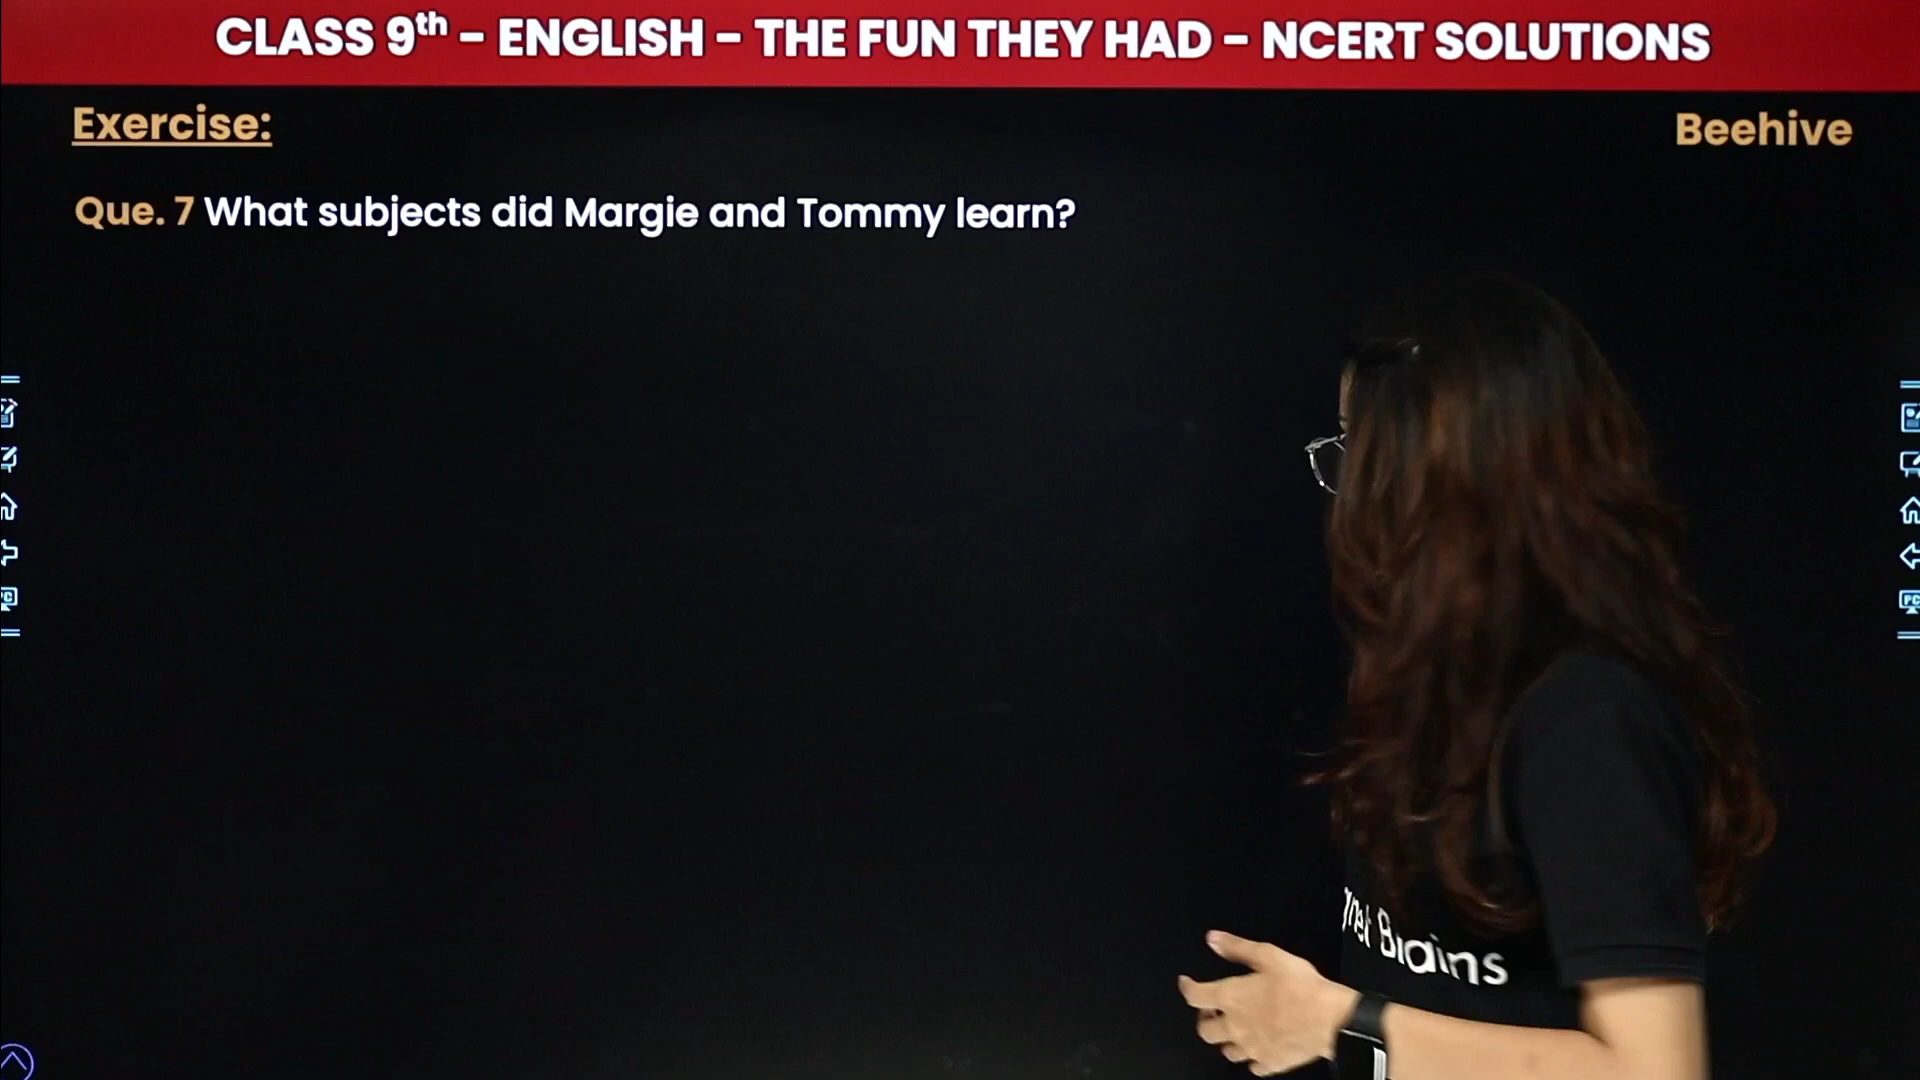 CLASS 9th – ENGLISH – THE FUN THEY HAD – NCERT SOLUTIONS
Exercise:
Beehive
Que. 7 What subjects did Margie and Tommy learn?
Brains
PC